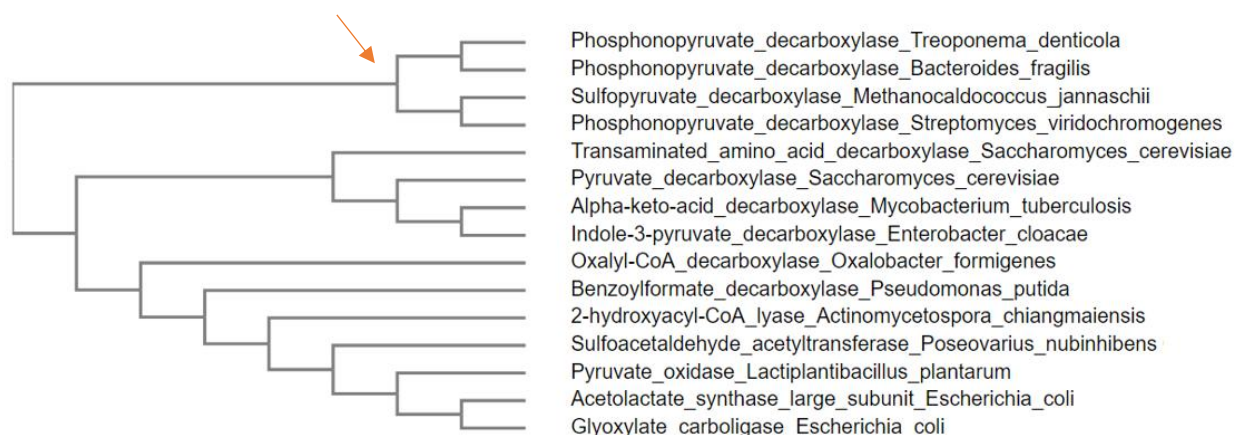 Phosphonopyruvate_decarboxylase_Treoponema_denticola
Phosphonopyruvate_decarboxylase_Bacteroides_fragilis
Sulfopyruvate_decarboxylase_Methanocaldococcus_jannaschii
Phosphonopyruvate_decarboxylase_Streptomyces_viridochromogenes
Transaminated_amino_acid_decarboxylase_Saccharomyces_cerevisiae
Pyruvate_decarboxylase_Saccharomyces_cerevisiae
Alpha-keto-acid_decarboxylase_Mycobacterium_tuberculosis
Indole-3-pyruvate_decarboxylase_Enterobacter_cloacae
Oxalyl-CoA_decarboxylase_Oxalobacter_formigenes
Benzoylformate_decarboxylase_Pseudomonas_putida
2-hydroxyacyl-CoA_lyase_Actinomycetospora_chiangmaiensis
Sulfoacetaldehyde_acetyltransferase_Poseovarius_nubinhibens
Pyruvate_oxidase_Lactiplantibacillus_plantarum
Acetolactate_synthase_large_subunit_Escherichia_coli
Glyoxylate_carboligase_Escherichia_coli